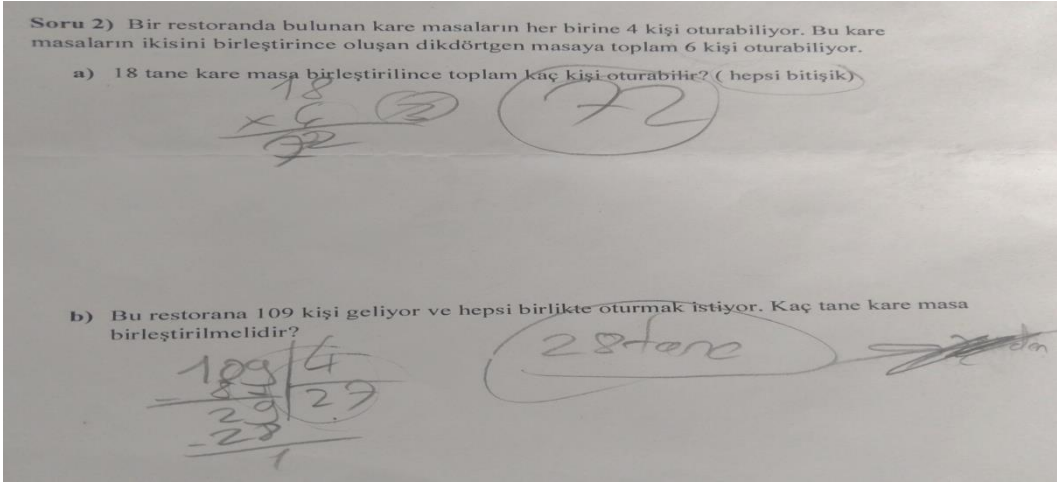 Soru 2) Bir restoranda bulunan kare masaların her birine 4 kişi oturabiliyor. Bu kare
masaların ikisini birleştirince oluşan dikdörtgen masaya toplam 6 kişi oturabiliyor.
a) 18 tane kare masa birleştirilince toplam kaç kişi oturabilir? ( hepsi bitişik)
18
x 4
72
72
b) Bu restorana 109 kişi geliyor ve hepsi birlikte oturmak istiyor. Kaç tane kare masa
birleştirilmelidir?
28 tane
109 4
- 8 27
29
- 28
1